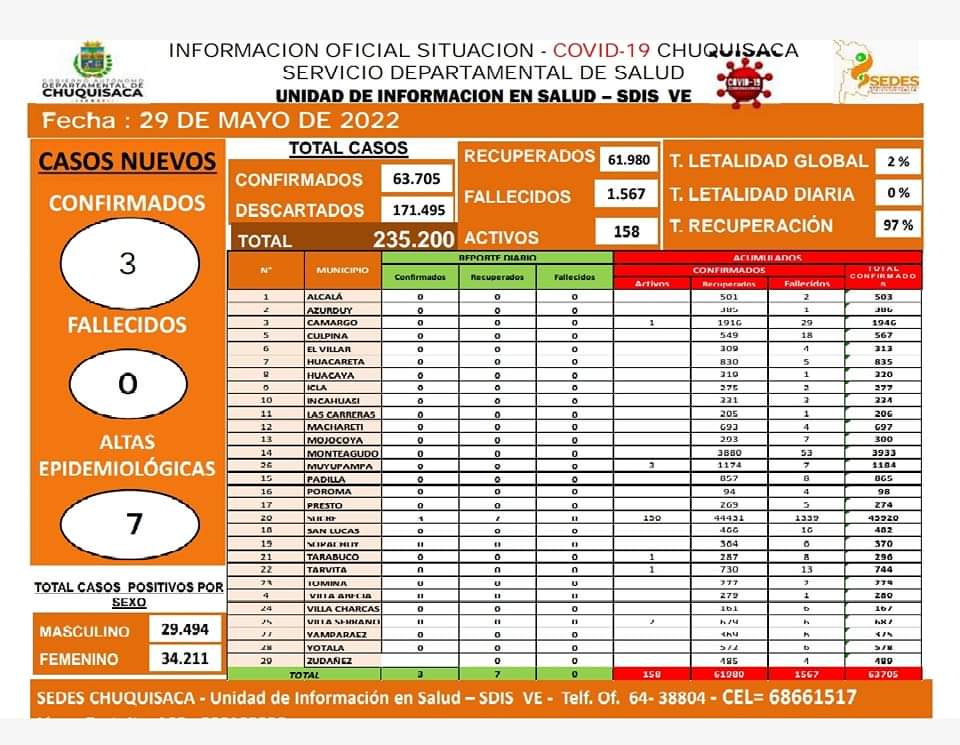 GOBIERNO AUTÓNOMO
DEPARTAMENTAL DE
CHUQUISACA
INFORMACION OFICIAL SITUACION - COVID-19 CHUQUISACA
SERVICIO DEPARTAMENTAL DE SALUD
UNIDAD DE INFORMACION EN SALUD – SDIS VE
COVID-19
SEDES
Fecha : 29 DE MAYO DE 2022
CASOS NUEVOS
CONFIRMADOS
3
FALLECIDOS
0
ALTAS
EPIDEMIOLÓGICAS
7
TOTAL CASOS POSITIVOS POR
SEXO
MASCULINO 29.494
FEMENINO 34.211
TOTAL CASOS
CONFIRMADOS 63.705
DESCARTADOS 171.495
TOTAL 235.200
RECUPERADOS 61.980
FALLECIDOS 1.567
ACTIVOS 158
T. LETALIDAD GLOBAL 2 %
T. LETALIDAD DIARIA 0 %
T. RECUPERACIÓN 97 %
REPORTE DIARIO ACUMULADOS
N° MUNICIPIO Confirmados Recuperados Fallecidos CONFIRMADOS TOTAL CONFIRMADOS
Activos Recuperados Fallecidos
1 ALCALÁ 0 0 0 501 2 503
2 AZURDUY 0 0 0 385 1 386
3 CAMARGO 0 0 0 1 1916 29 1946
5 CULPINA 0 0 0 549 18 567
6 EL VILLAR 0 0 0 309 4 313
7 HUACARETA 0 0 0 830 5 835
8 HUACAYA 0 0 0 319 1 320
ICLA 0 0 0 275 2 277
10 INCAHUASI 0 0 0 331 3 334
11 LAS CARRERAS 0 0 0 205 1 206
12 MACHARETI 0 0 0 693 4 697
13 MOJOCOYA 0 0 0 293 7 300
14 MONTEAGUDO 0 0 0 3880 53 3933
26 MUYUPAMPA 0 0 0 3 1174 7 1184
15 PADILLA 0 0 0 857 8 865
16 POROMA 0 0 0 94 4 98
17 PRESTO 0 0 0 269 5 274
20 SUCRE 3 7 0 150 44431 1339 45920
18 SAN LUCAS 0 0 0 466 16 482
19 SOPACHUY 0 0 0 364 6 370
21 TARABUCO 0 0 0 1 287 8 296
22 TARVITA 0 0 0 1 730 13 744
23 TOMINA 0 0 0 277 2 279
4 VILLA ABECIA 0 0 0 279 1 280
24 VILLA CHARCAS 0 0 0 161 6 167
25 VILLA SERRANO 0 0 0 2 679 6 687
27 YAMPARAEZ 0 0 0 369 6 375
28 YOTALA 0 0 0 572 6 578
29 ZUDAÑEZ 0 0 485 4 489
TOTAL 3 7 0 158 61980 1567 63705
SEDES CHUQUISACA - Unidad de Información en Salud – SDIS VE - Telf. Of. 64- 38804 - CEL= 68661517